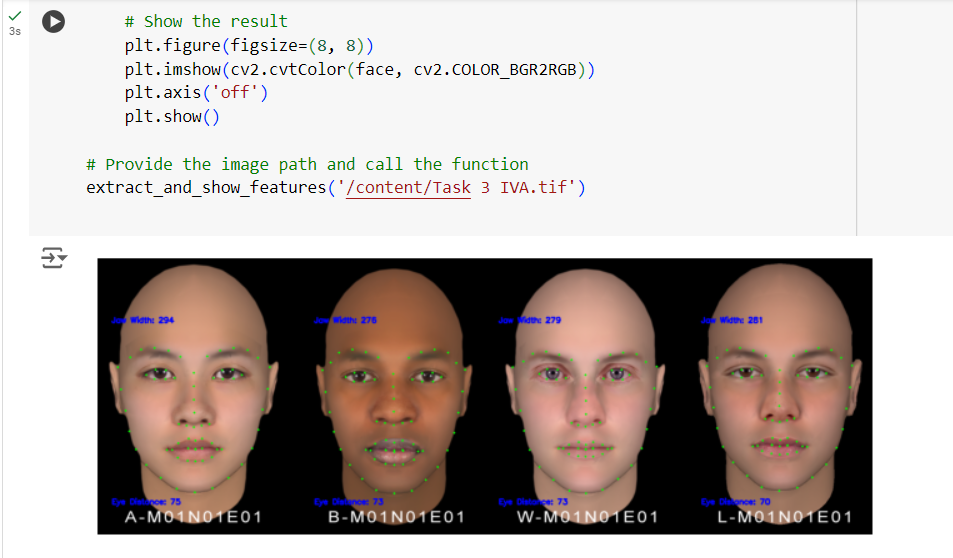 3s
# Show the result
plt.figure(figsize=(8, 8))
plt.imshow(cv2.cvtColor(face, cv2.COLOR_BGR2RGB))
plt.axis('off')
plt.show()
# Provide the image path and call the function
extract_and_show_features('/content/Task 3 IVA.tif')
Jaw Width: 294 Jaw Width: 276 Jaw Width: 279 Jaw Width: 281
Eye Distance: 75 Eye Distance: 73 Eye Distance: 73 Eye Distance: 70
A-M01N01E01 B-M01N01E01 W-M01N01E01 L-M01N01E01